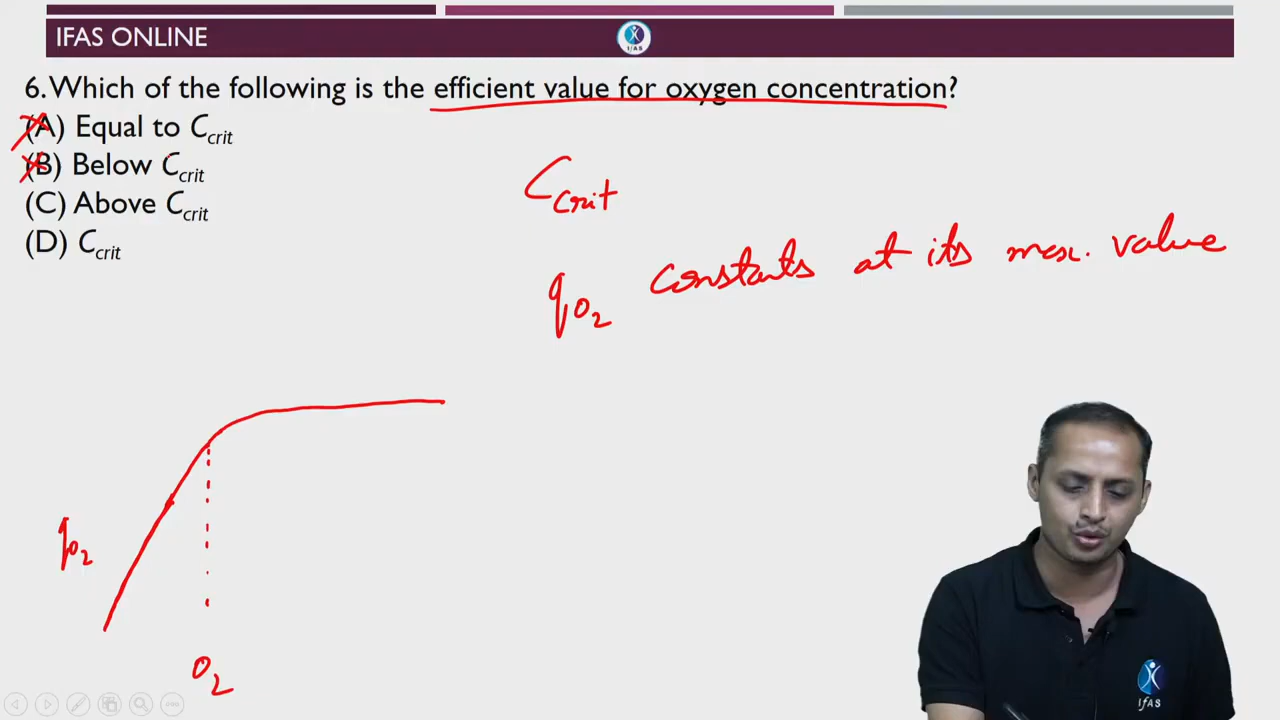 IFAS ONLINE
IFAS
6. Which of the following is the efficient value for oxygen concentration?
(A) Equal to Ccrit
(B) Below Ccrit
(C) Above Ccrit
(D) Ccrit
Ccrit
qO2 constants at its max. value
qO2
O2
IFAS